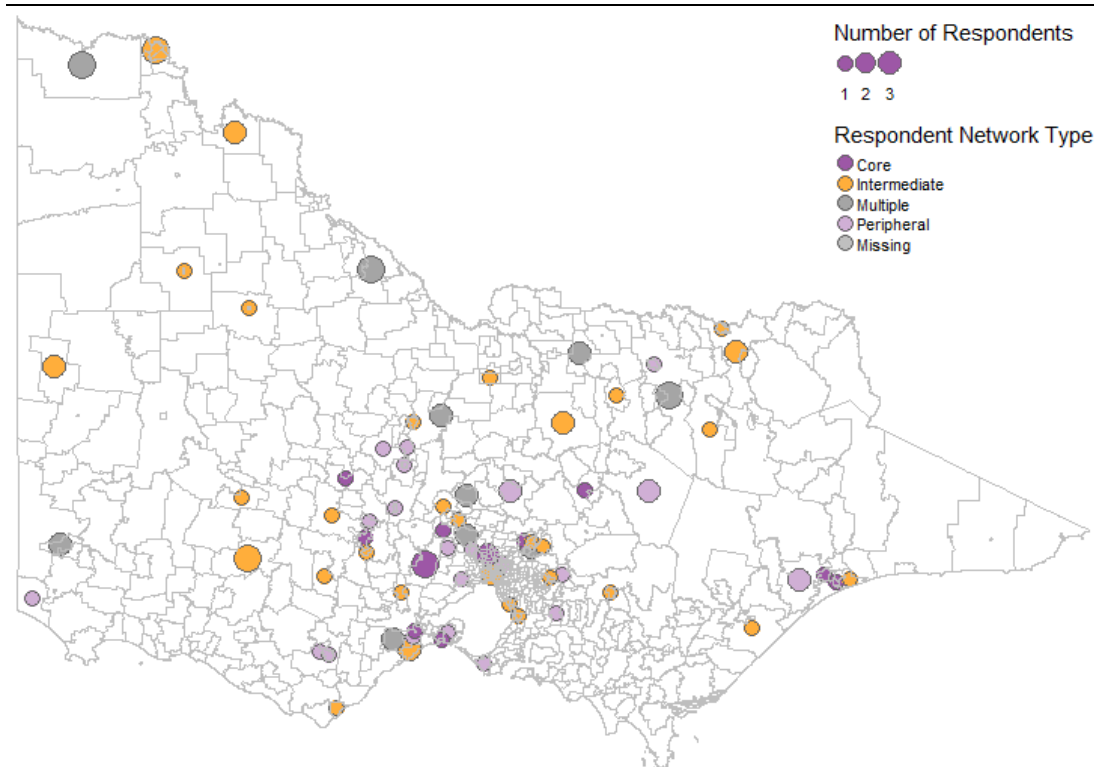 Number of Respondents
1 2 3
Respondent Network Type
Core
Intermediate
Multiple
Peripheral
Missing